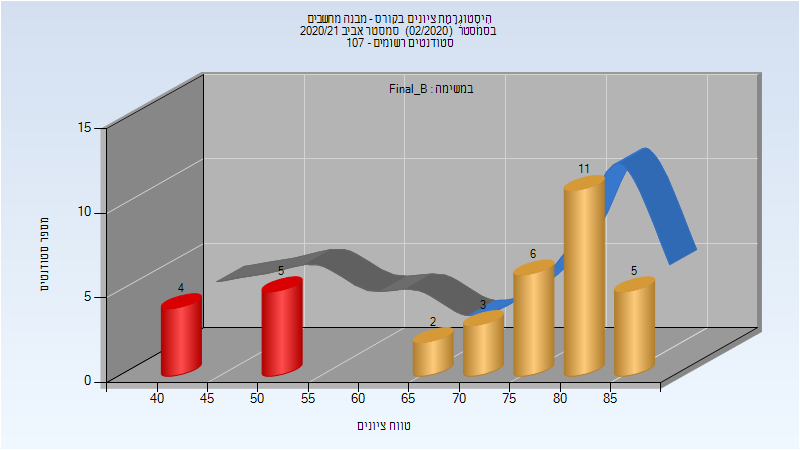 היסטוגרמת ציונים בקורס - מבנה מחשבים
בסמסטר (02/2020) סמסטר אביב 2020/21
סטודנטים רשומים - 107
במשימה : Final_B
מספר סטודנטים
15
10
5
0
4
5
2
3
6
11
5
40 45 50 55 65 70 75 80 85
טווח ציונים